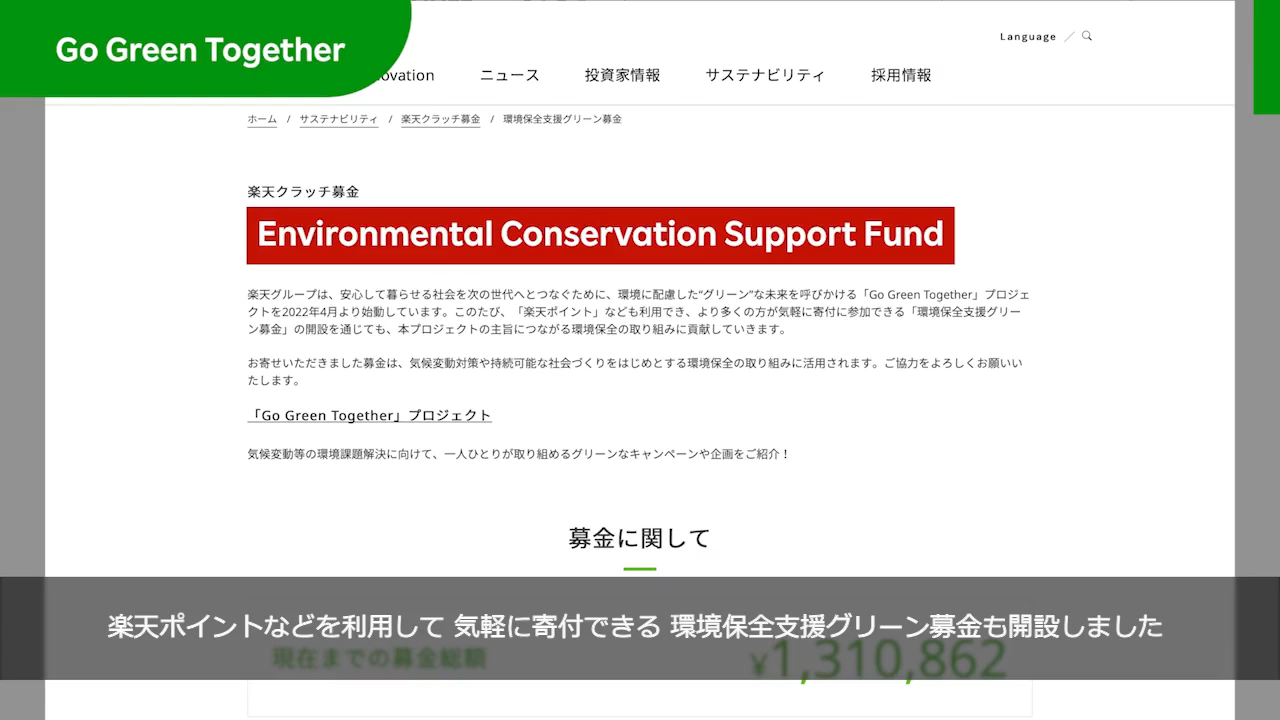 Go Green Together
Language
ovation ニュース 投資家情報 サステナビリティ 採用情報
ホーム / サステナビリティ / 楽天クラッチ募金 / 環境保全支援グリーン募金
楽天クラッチ募金
Environmental Conservation Support Fund
楽天グループは、安心して暮らせる社会を次の世代へとつなぐために、環境に配慮した“グリーン”な未来を呼びかける「Go Green Together」プロジェ
クトを2022年4月より始動しています。このたび、「楽天ポイント」なども利用でき、より多くの方が気軽に寄付に参加できる「環境保全支援グリー
ン募金」の開設を通じても、本プロジェクトの主旨につながる環境保全の取り組みに貢献していきます。
お寄せいただきました募金は、気候変動対策や持続可能な社会づくりをはじめとする環境保全の取り組みに活用されます。ご協力をよろしくお願いい
たします。
「Go Green Together」プロジェクト
気候変動等の環境課題解決に向けて、一人ひとりが取り組めるグリーンなキャンペーンや企画をご紹介！
募金に関して
楽天ポイントなどを利用して 気軽に寄付できる 環境保全支援グリーン募金も開設しました
現在までの募金総額 ¥1,310,862